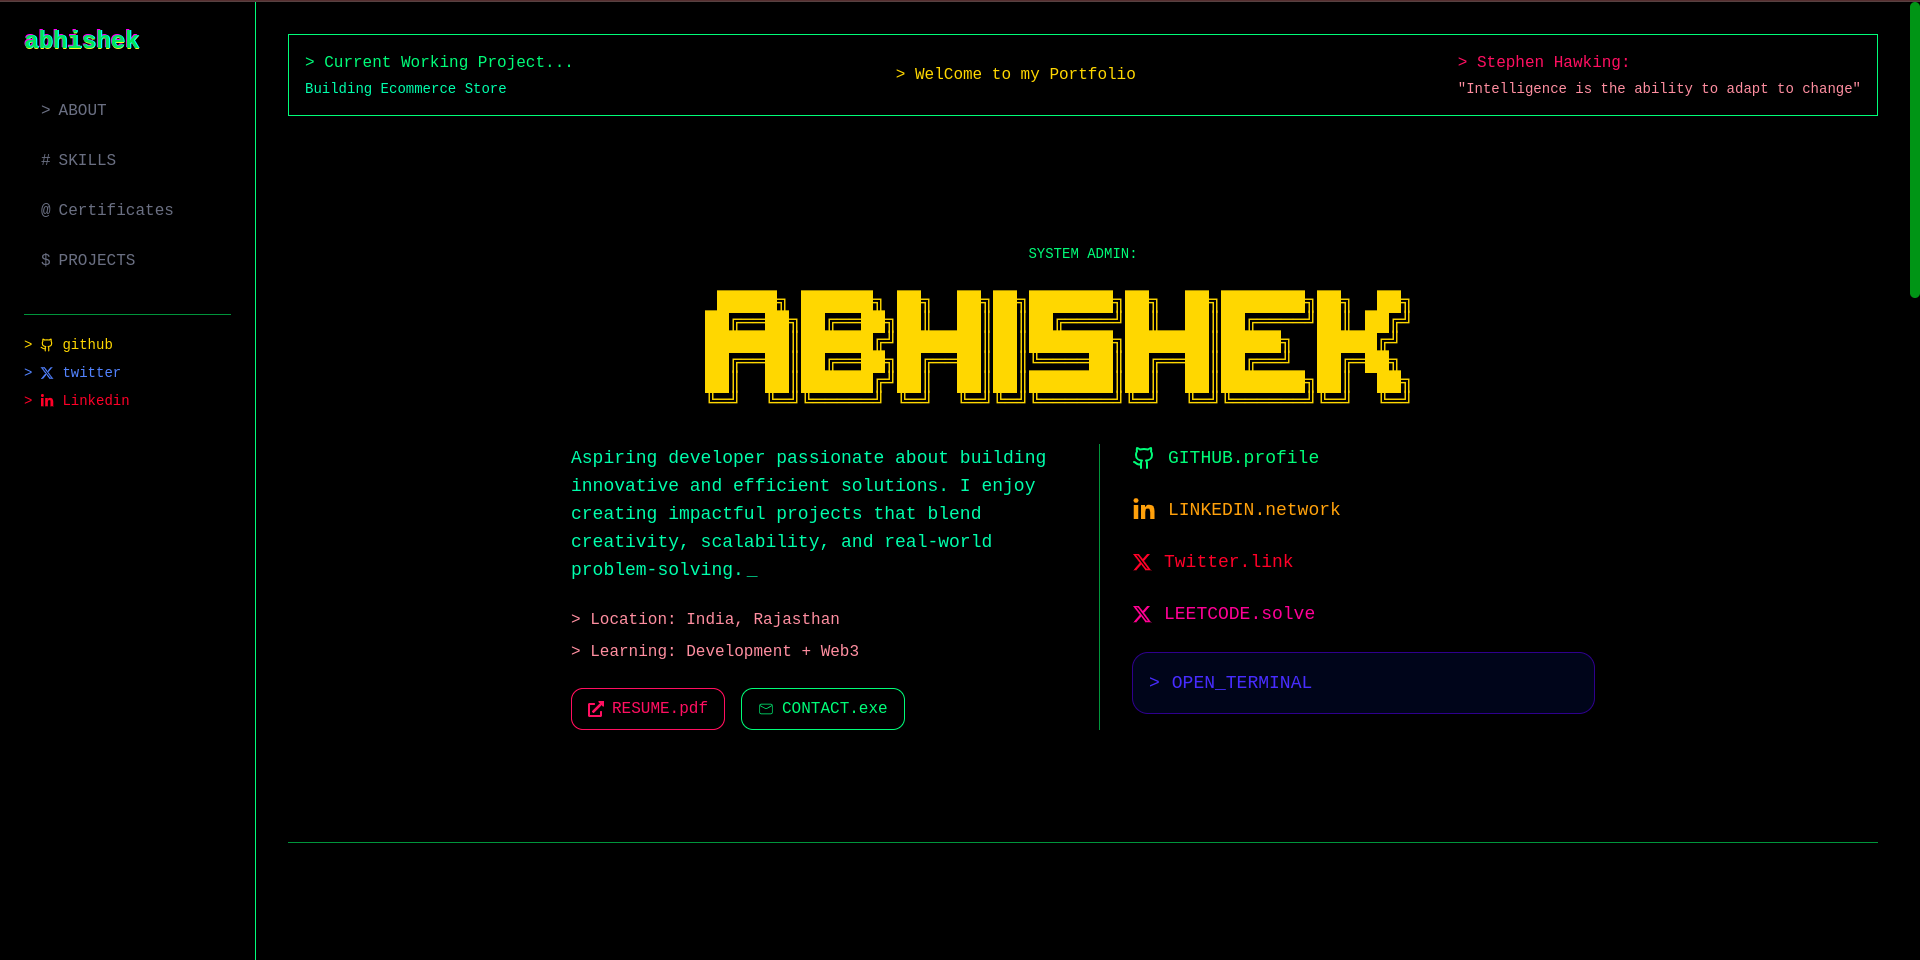 abhishek
> ABOUT
# SKILLS
@ Certificates
$ PROJECTS
> github
> twitter
> Linkedin
> Current Working Project...
Building Ecommerce Store
> WelCome to my Portfolio
> Stephen Hawking:
"Intelligence is the ability to adapt to change"
SYSTEM ADMIN:
ABHISHEK
Aspiring developer passionate about building
innovative and efficient solutions. I enjoy
creating impactful projects that blend
creativity, scalability, and real-world
problem-solving._
> Location: India, Rajasthan
> Learning: Development + Web3
RESUME.pdf
CONTACT.exe
GITHUB.profile
LINKEDIN.network
Twitter.link
LEETCODE.solve
> OPEN_TERMINAL